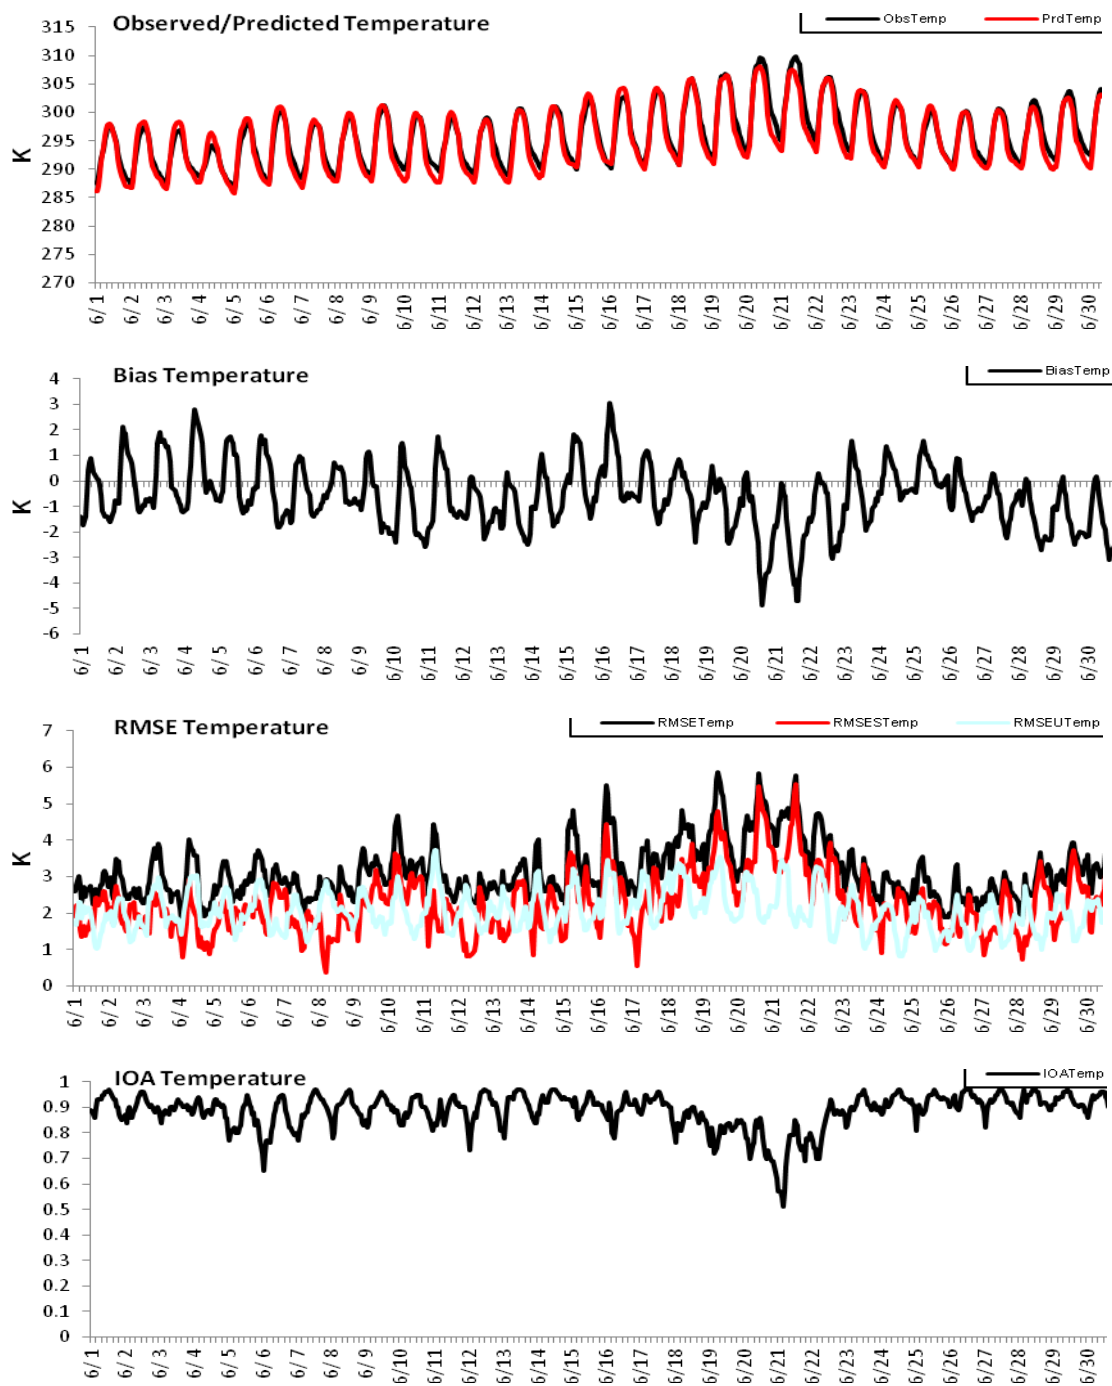 Observed/Predicted Temperature
ObsTemp PrdTemp
315
310
305
300
295
290
285
280
275
270
K
6/1 6/2 6/3 6/4 6/5 6/6 6/7 6/8 6/9 6/10 6/11 6/12 6/13 6/14 6/15 6/16 6/17 6/18 6/19 6/20 6/21 6/22 6/23 6/24 6/25 6/26 6/27 6/28 6/29 6/30
Bias Temperature
BiasTemp
4
3
2
1
0
-1
-2
-3
-4
-5
-6
K
6/1 6/2 6/3 6/4 6/5 6/6 6/7 6/8 6/9 6/10 6/11 6/12 6/13 6/14 6/15 6/16 6/17 6/18 6/19 6/20 6/21 6/22 6/23 6/24 6/25 6/26 6/27 6/28 6/29 6/30
RMSE Temperature
RMSETemp RMSESTemp RMSEUTemp
7
6
5
4
3
2
1
0
K
6/1 6/2 6/3 6/4 6/5 6/6 6/7 6/8 6/9 6/10 6/11 6/12 6/13 6/14 6/15 6/16 6/17 6/18 6/19 6/20 6/21 6/22 6/23 6/24 6/25 6/26 6/27 6/28 6/29 6/30
IOA Temperature
IOATemp
1
0.9
0.8
0.7
0.6
0.5
0.4
0.3
0.2
0.1
0
6/1 6/2 6/3 6/4 6/5 6/6 6/7 6/8 6/9 6/10 6/11 6/12 6/13 6/14 6/15 6/16 6/17 6/18 6/19 6/20 6/21 6/22 6/23 6/24 6/25 6/26 6/27 6/28 6/29 6/30